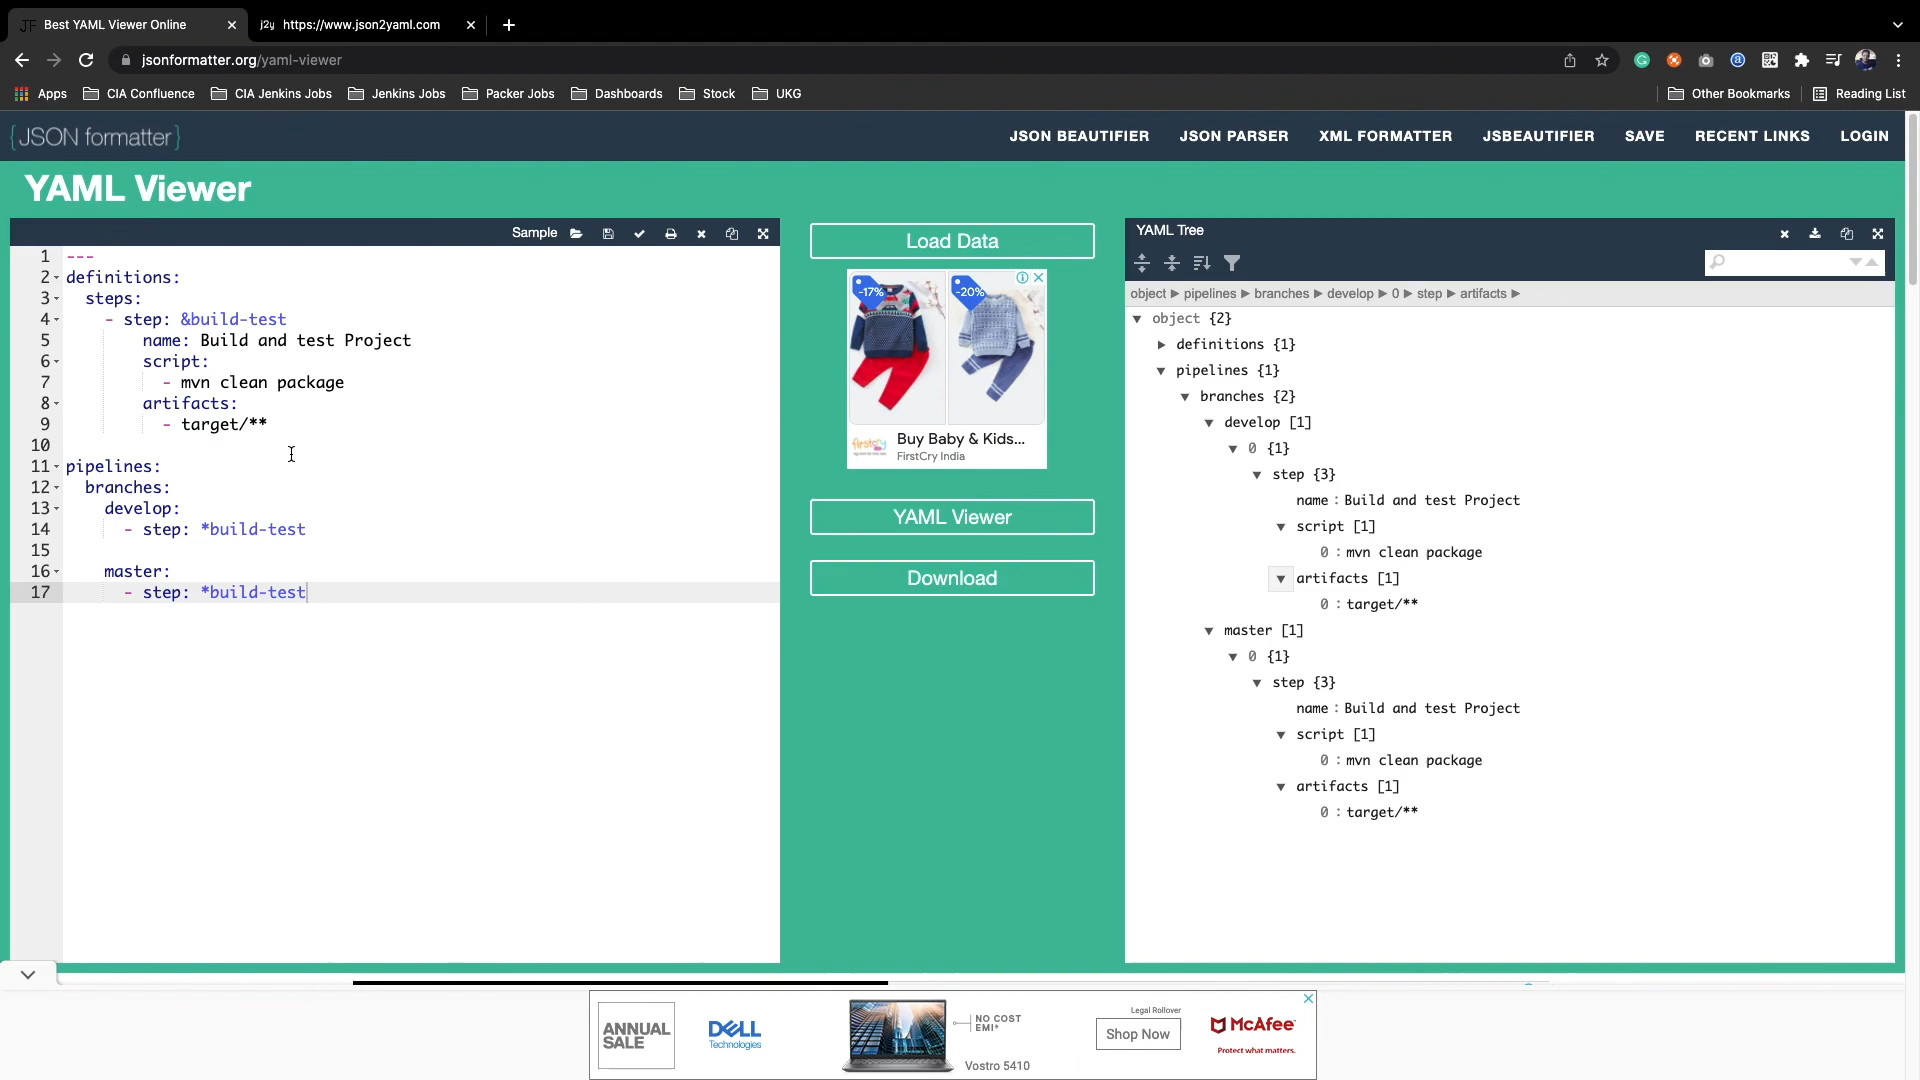 Best YAML Viewer Online
j2y https://www.json2yaml.com
jsonformatter.org/yaml-viewer
Apps CIA Confluence CIA Jenkins Jobs Jenkins Jobs Packer Jobs Dashboards Stock UKG Other Bookmarks Reading List
{JSON formatter} JSON BEAUTIFIER JSON PARSER XML FORMATTER JSBEAUTIFIER SAVE RECENT LINKS LOGIN
YAML Viewer
Sample
1 ---
2 definitions:
3   steps:
4     - step: &build-test
5         name: Build and test Project
6         script:
7           - mvn clean package
8         artifacts:
9           - target/**
10
11 pipelines:
12   branches:
13     develop:
14       - step: *build-test
15
16     master:
17       - step: *build-test
Load Data
-17% -20%
firstcry
Buy Baby & Kids...
FirstCry India
YAML Viewer
Download
YAML Tree
object ▶ pipelines ▶ branches ▶ develop ▶ 0 ▶ step ▶ artifacts ▶
object {2}
definitions {1}
pipelines {1}
branches {2}
develop [1]
0 {1}
step {3}
name : Build and test Project
script [1]
0 : mvn clean package
artifacts [1]
0 : target/**
master [1]
0 {1}
step {3}
name : Build and test Project
script [1]
0 : mvn clean package
artifacts [1]
0 : target/**
ANNUAL
SALE
DELL
Technologies
NO COST
EMI*
Vostro 5410
Legal Rollover
Shop Now
McAfee
Protect what matters.